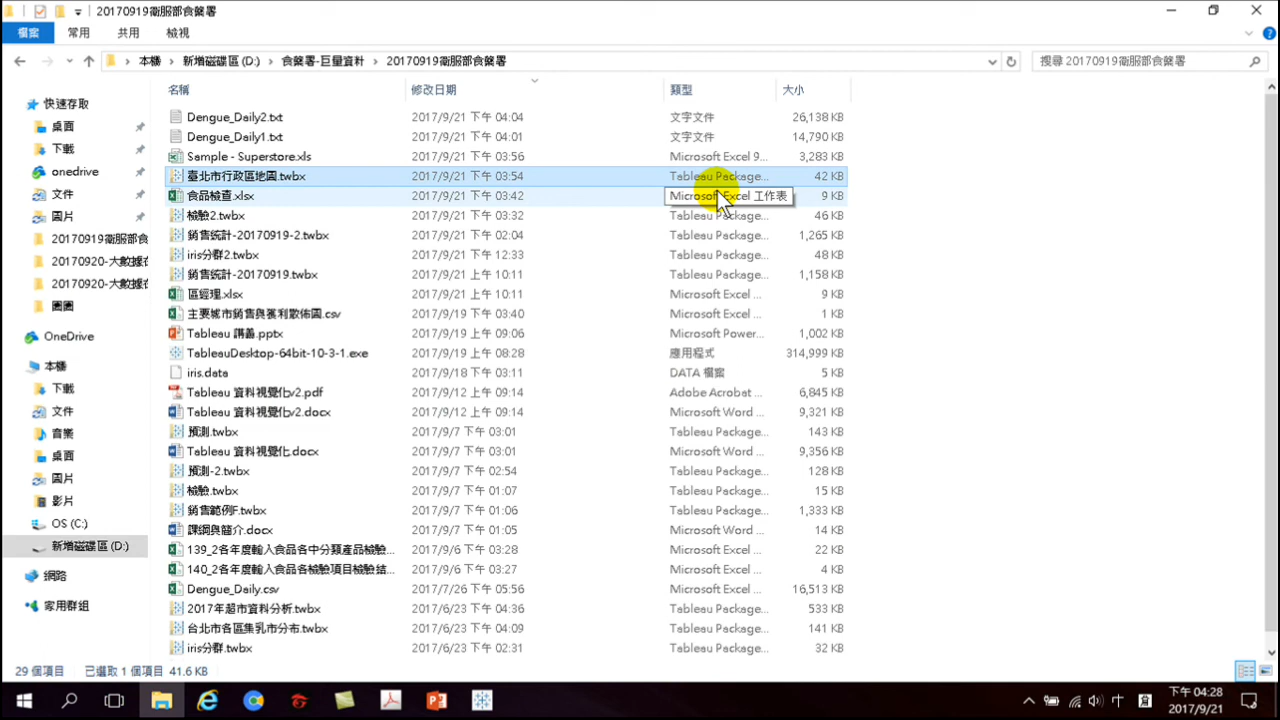 20170919衛服部食藥署
檔案 常用 共用 檢視
本機 新增磁碟區 (D:) 食藥署-巨量資料 20170919衛服部食藥署 搜尋 20170919衛服部食藥署
名稱 修改日期 類型 大小
Dengue_Daily2.txt 2017/9/21 下午 04:04 文字文件 26,138 KB
Dengue_Daily1.txt 2017/9/21 下午 04:01 文字文件 14,790 KB
Sample - Superstore.xls 2017/9/21 下午 03:56 Microsoft Excel 9... 3,283 KB
臺北市行政區地圖.twbx 2017/9/21 下午 03:54 Tableau Package... 42 KB
食品檢查.xlsx 2017/9/21 下午 03:42 Microsoft Excel 工作表 9 KB
檢驗2.twbx 2017/9/21 下午 03:32 Tableau Package... 46 KB
銷售統計-20170919-2.twbx 2017/9/21 下午 02:04 Tableau Package... 1,265 KB
iris分群2.twbx 2017/9/21 下午 12:33 Tableau Package... 48 KB
銷售統計-20170919.twbx 2017/9/21 上午 10:11 Tableau Package... 1,158 KB
區經理.xlsx 2017/9/21 上午 10:11 Microsoft Excel ... 9 KB
主要城市銷售與獲利散佈圖.csv 2017/9/19 下午 03:40 Microsoft Excel ... 1 KB
Tableau 講義.pptx 2017/9/19 上午 09:06 Microsoft Power... 1,002 KB
TableauDesktop-64bit-10-3-1.exe 2017/9/19 上午 08:28 應用程式 314,999 KB
iris.data 2017/9/18 下午 03:11 DATA 檔案 5 KB
Tableau 資料視覺化v2.pdf 2017/9/12 上午 09:14 Adobe Acrobat ... 6,845 KB
Tableau 資料視覺化v2.docx 2017/9/12 上午 09:14 Microsoft Word ... 9,321 KB
預測.twbx 2017/9/7 下午 03:01 Tableau Package... 143 KB
Tableau 資料視覺化.docx 2017/9/7 下午 03:01 Microsoft Word ... 9,356 KB
預測-2.twbx 2017/9/7 下午 02:54 Tableau Package... 128 KB
檢驗.twbx 2017/9/7 下午 01:07 Tableau Package... 15 KB
銷售範例F.twbx 2017/9/7 下午 01:06 Tableau Package... 1,333 KB
課綱與簡介.docx 2017/9/7 下午 01:05 Microsoft Word ... 14 KB
139_2各年度輸入食品各中分類產品檢驗... 2017/9/6 下午 03:28 Microsoft Excel ... 22 KB
140_2各年度輸入食品各檢驗項目檢驗結... 2017/9/6 下午 03:27 Microsoft Excel ... 4 KB
Dengue_Daily.csv 2017/7/26 下午 05:56 Microsoft Excel ... 16,513 KB
2017年超市資料分析.twbx 2017/6/23 下午 04:36 Tableau Package... 533 KB
台北市各區集乳市分布.twbx 2017/6/23 下午 04:09 Tableau Package... 141 KB
iris分群.twbx 2017/6/23 下午 02:31 Tableau Package... 32 KB
快速存取
桌面
下載
onedrive
文件
圖片
20170919衛服部食
20170920-大數據在
20170920-大數據在
OneDrive
本機
下載
文件
音樂
桌面
圖片
影片
OS (C:)
新增磁碟區 (D:)
網路
家用群組
29 個項目 已選取 1 個項目 41.6 KB
中 下午 04:28
2017/9/21